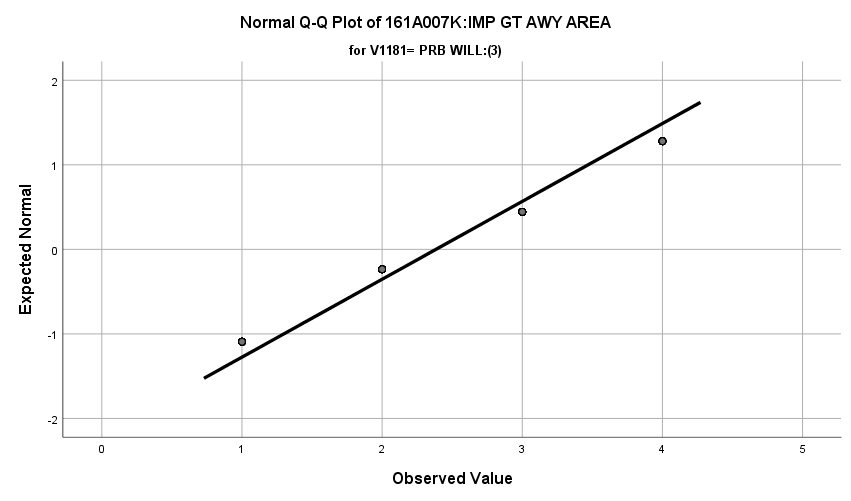 Normal Q-Q Plot of 161A007K:IMP GT AWY AREA
for V1181= PRB WILL:(3)
2
1
0
-1
-2
Expected Normal
0 1 2 3 4 5
Observed Value